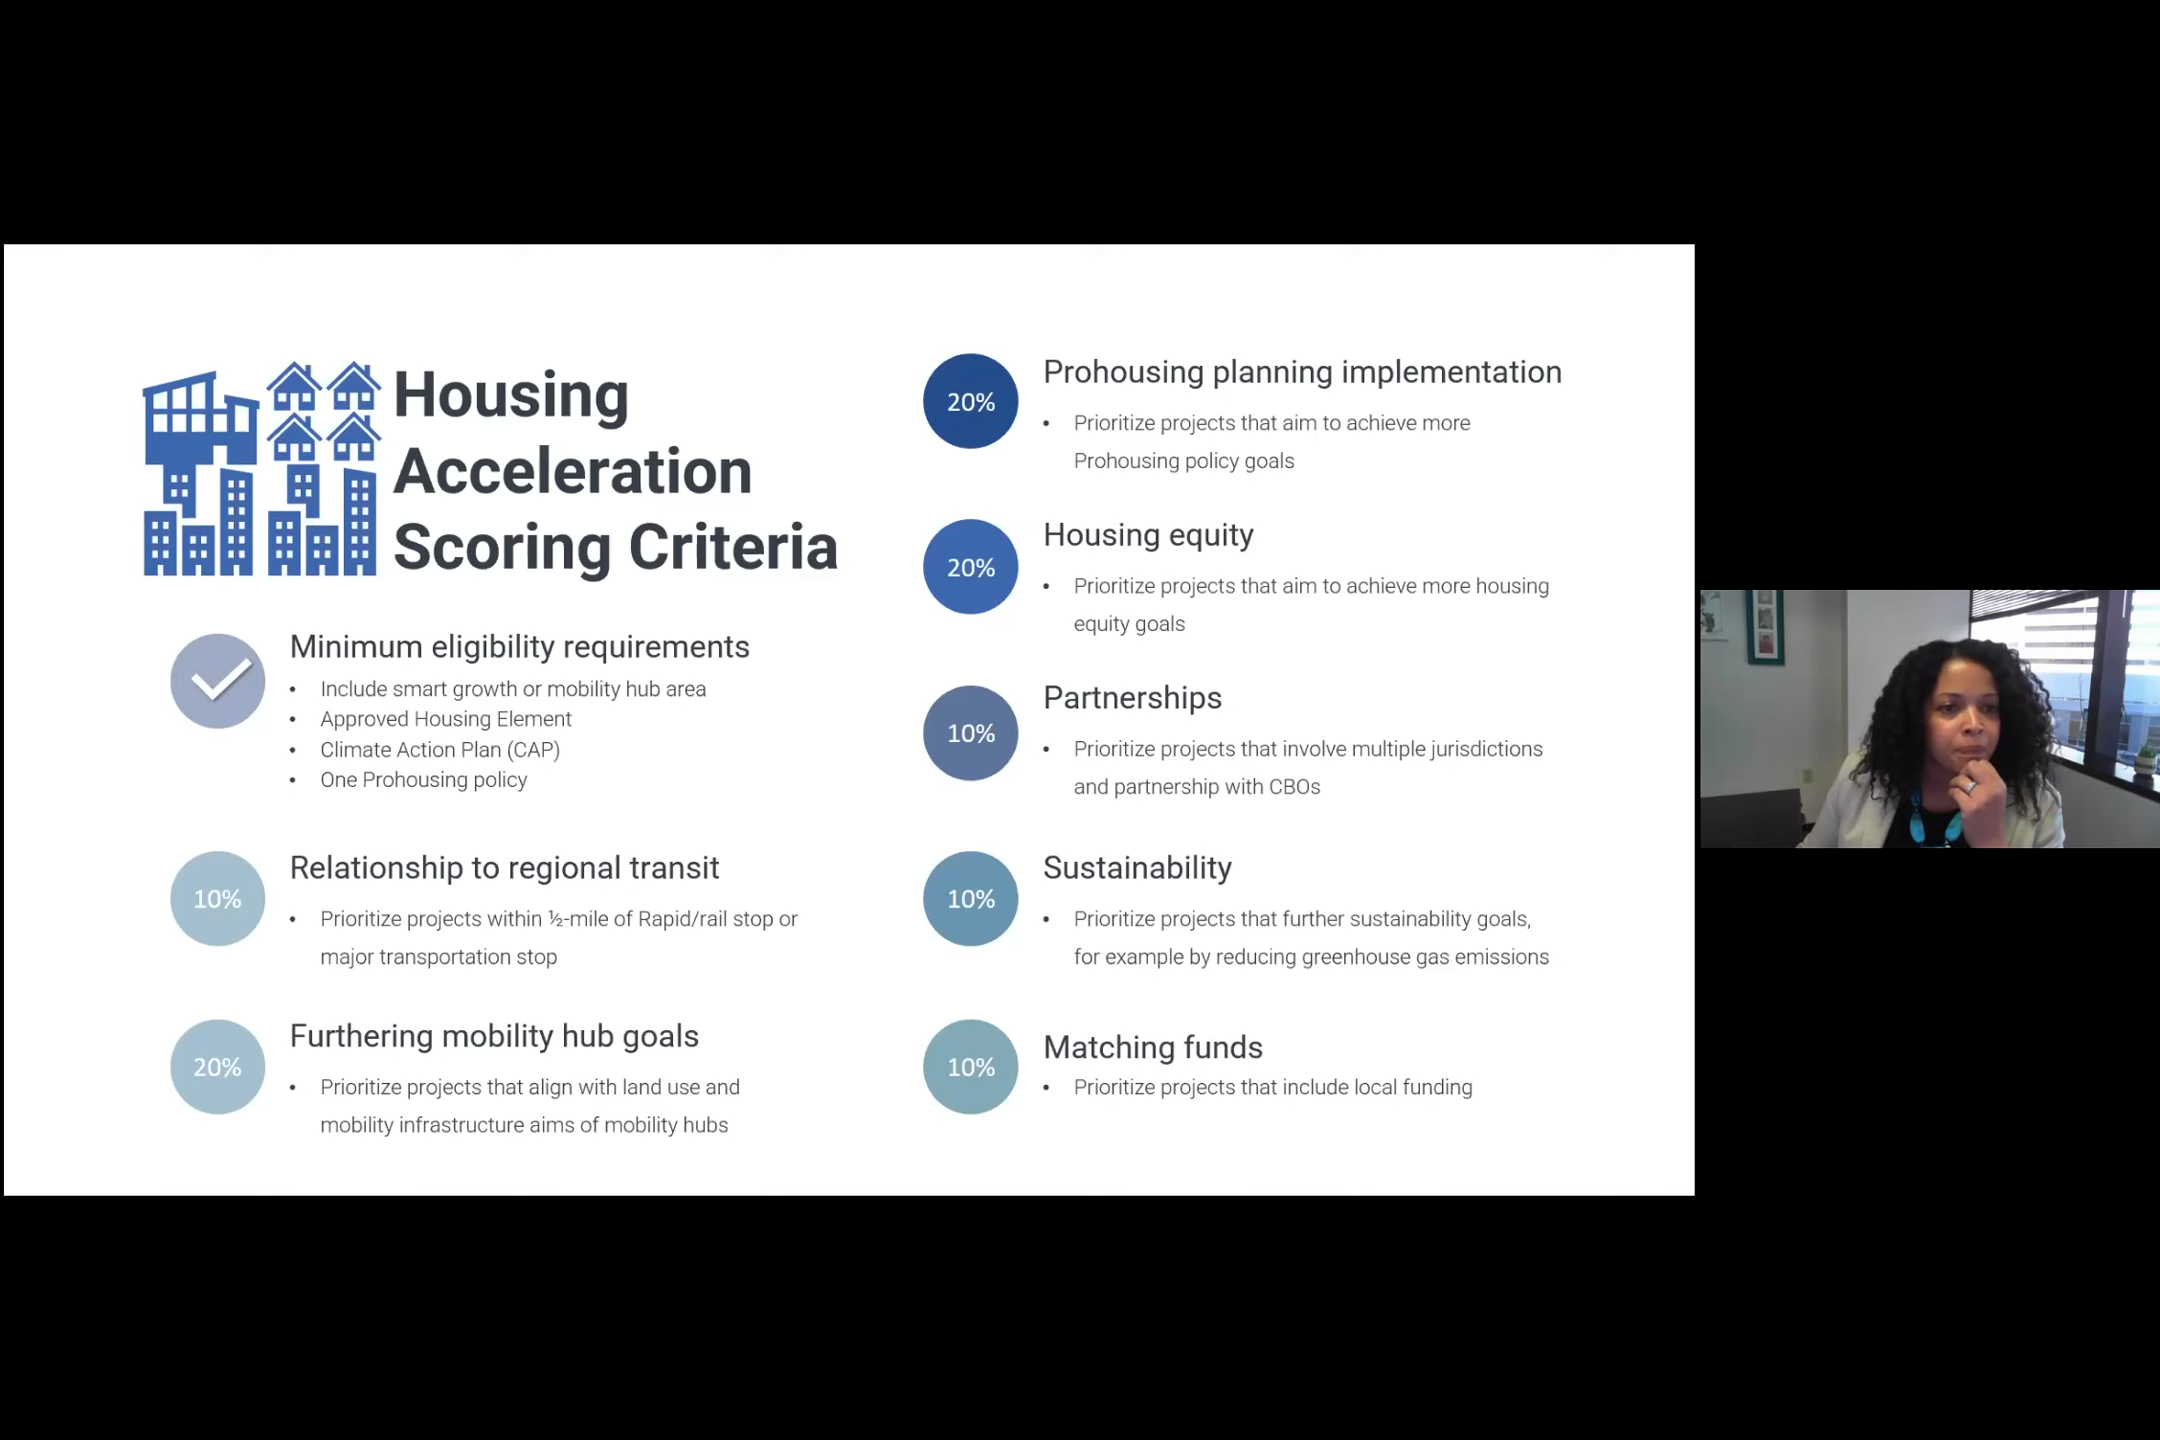 Housing
Acceleration
Scoring Criteria
Minimum eligibility requirements
• Include smart growth or mobility hub area
• Approved Housing Element
• Climate Action Plan (CAP)
• One Prohousing policy
10%
Relationship to regional transit
• Prioritize projects within ½-mile of Rapid/rail stop or
major transportation stop
20%
Furthering mobility hub goals
• Prioritize projects that align with land use and
mobility infrastructure aims of mobility hubs
20%
Prohousing planning implementation
• Prioritize projects that aim to achieve more
Prohousing policy goals
20%
Housing equity
• Prioritize projects that aim to achieve more housing
equity goals
10%
Partnerships
• Prioritize projects that involve multiple jurisdictions
and partnership with CBOs
10%
Sustainability
• Prioritize projects that further sustainability goals,
for example by reducing greenhouse gas emissions
10%
Matching funds
• Prioritize projects that include local funding